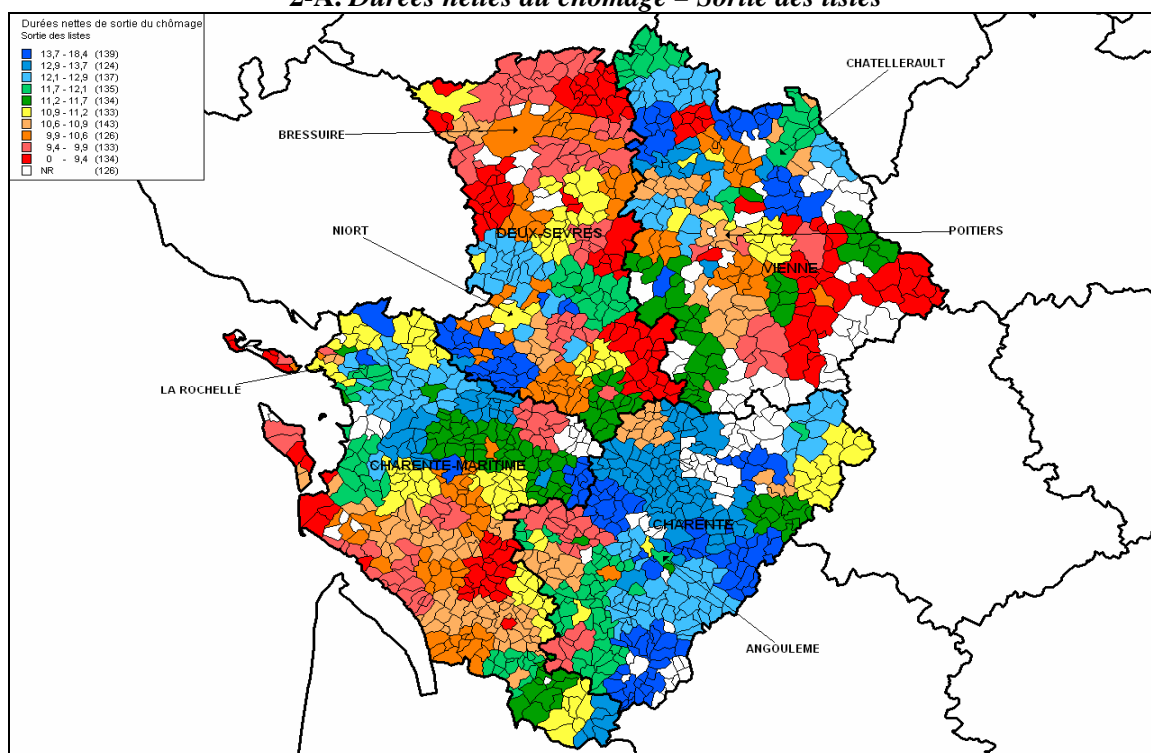 2-A. Durées nettes du chômage – Sortie des listes
Durées nettes de sortie du chômage
Sortie des listes
13,7 - 18,4 (139)
12,9 - 13,7 (124)
12,1 - 12,9 (137)
11,7 - 12,1 (135)
11,2 - 11,7 (134)
10,9 - 11,2 (133)
10,6 - 10,9 (143)
9,9 - 10,6 (126)
9,4 - 9,9 (133)
0 - 9,4 (134)
NR (126)
CHATELLERAULT
BRESSUIRE
NIORT
DEUX-SEVRES
POITIERS
VIENNE
LA ROCHELLE
CHARENTE-MARITIME
CHARENTE
ANGOULEME